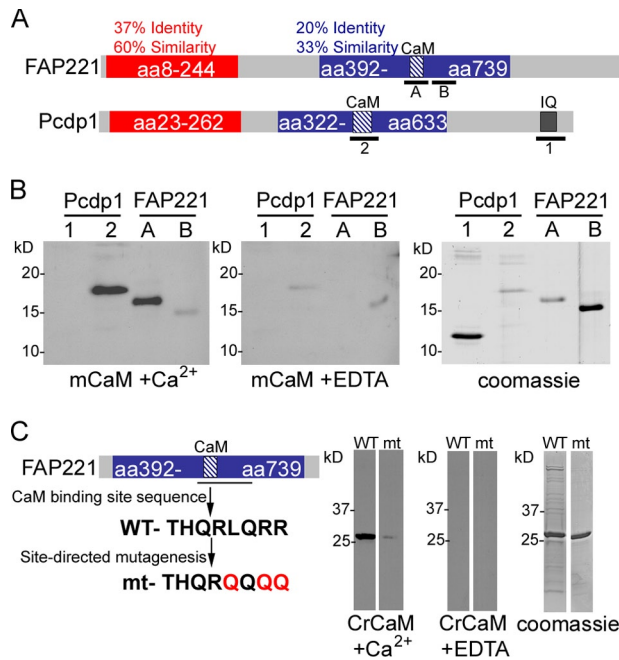 A
37% Identity
60% Similarity
20% Identity
33% Similarity
CaM
FAP221 aa8-244 aa392- aa739
A B
CaM IQ
Pcdp1 aa23-262 aa322- aa633
2 1
B
Pcdp1 FAP221
kD 1 2 A B
20
15
10
mCaM +Ca2+
Pcdp1 FAP221
kD 1 2 A B
20
15
10
mCaM +EDTA
Pcdp1 FAP221
kD 1 2 A B
20
15
10
coomassie
C
CaM
FAP221 aa392- aa739
CaM binding site sequence
WT- THQRLQRR
Site-directed mutagenesis
mt- THQRQQQQ
WT mt
kD
37
25
CrCaM
+Ca2+
WT mt
kD
37
25
CrCaM
+EDTA
WT mt
kD
37
25
coomassie